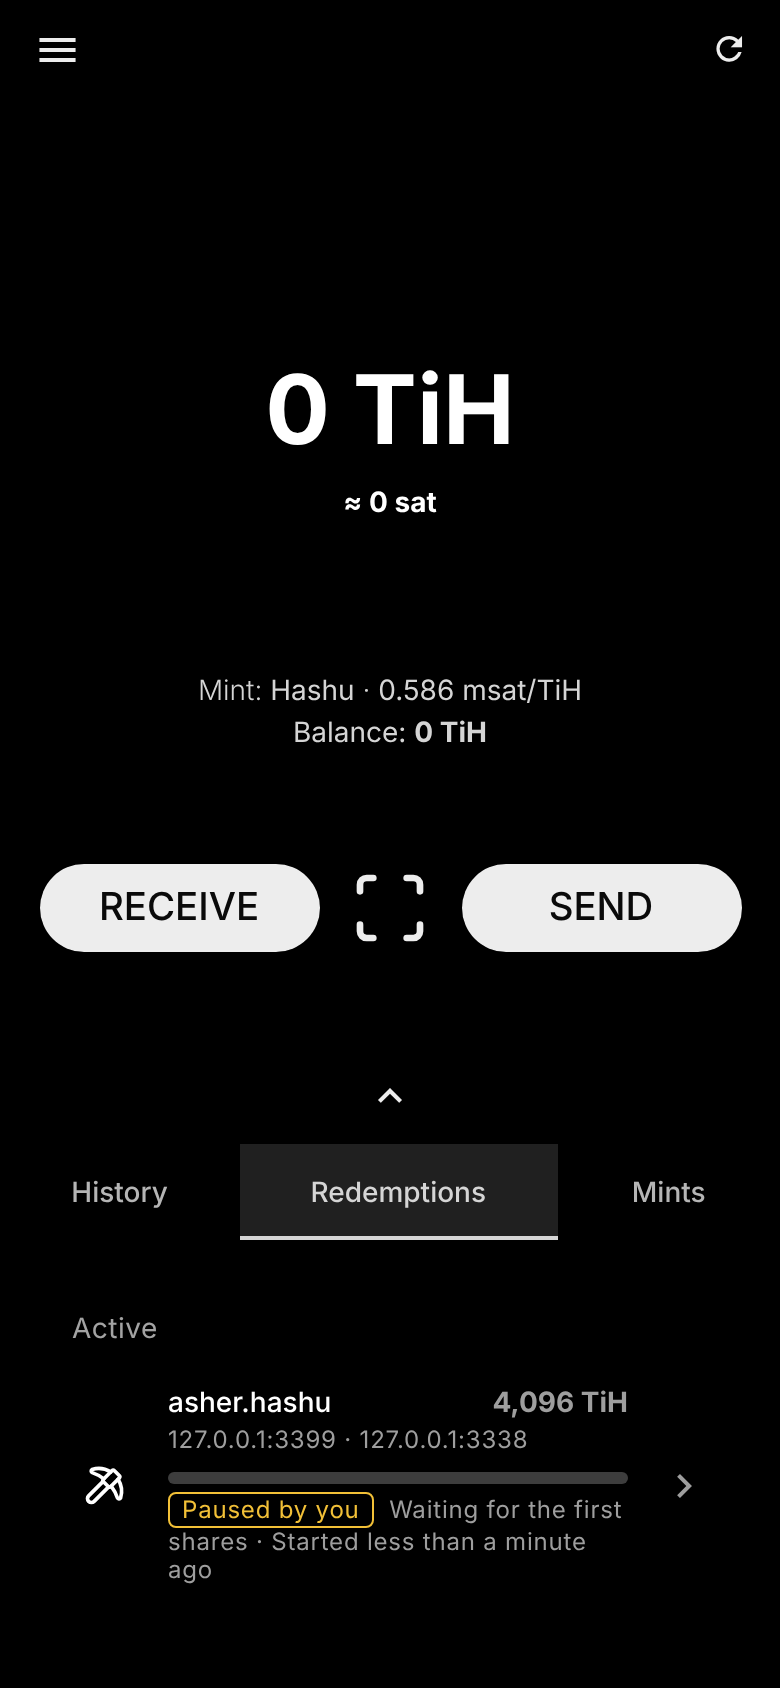 0 TiH
≈ 0 sat
Mint: Hashu · 0.586 msat/TiH
Balance: 0 TiH
RECEIVE
SEND
History
Redemptions
Mints
Active
asher.hashu
4,096 TiH
127.0.0.1:3399 · 127.0.0.1:3338
Paused by you Waiting for the first
shares · Started less than a minute
ago